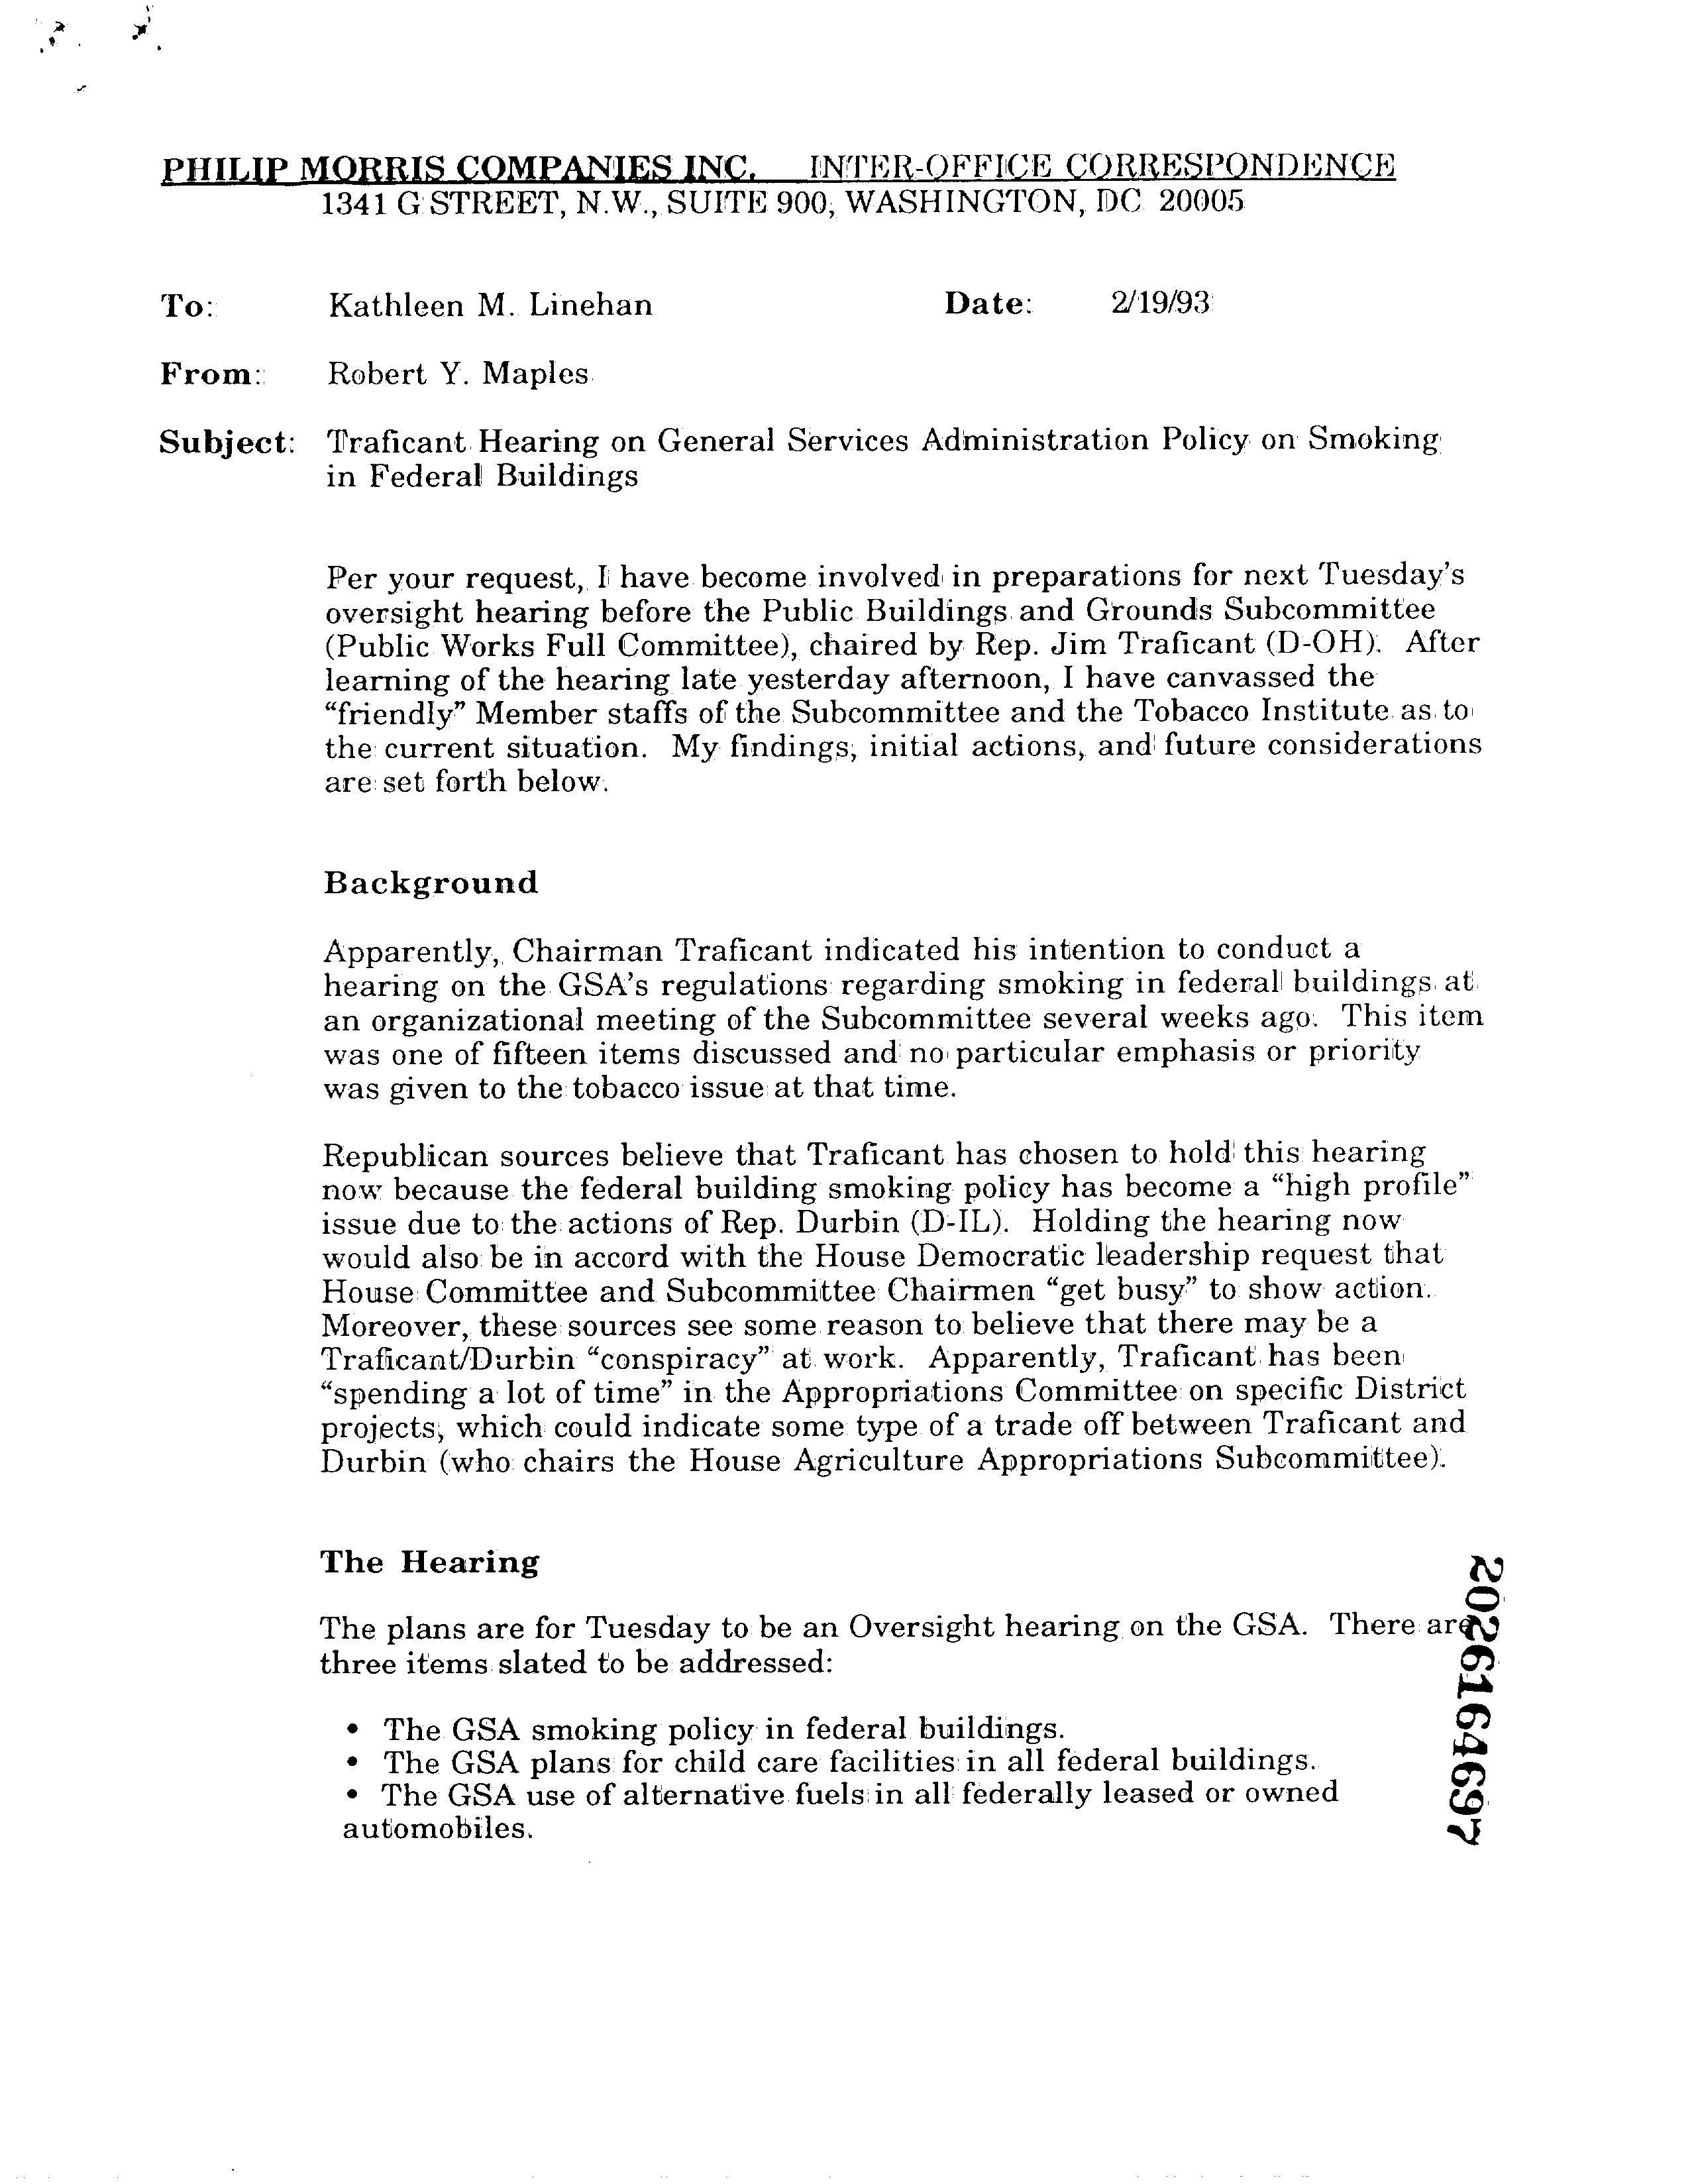 PHILIP MORRIS COMPANIES INC. INTER-OFFICE CORRESPONDENCE
1341 G STREET, N.W., SUITE 900, WASHINGTON, DC 20005
To: Kathleen M. Linehan Date: 2/19/93
From: Robert Y. Maples
Subject: Traficant Hearing on General Services Administration Policy on Smoking
in Federal Buildings
Per your request, I have become involved in preparations for next Tuesday's
oversight hearing before the Public Buildings and Grounds Subcommittee
(Public Works Full Committee), chaired by Rep. Jim Traficant (D-OH). After
learning of the hearing late yesterday afternoon, I have canvassed the
“friendly” Member staffs of the Subcommittee and the Tobacco Institute as to
the current situation. My findings, initial actions, and future considerations
are set forth below.
Background
Apparently, Chairman Traficant indicated his intention to conduct a
hearing on the GSA's regulations regarding smoking in federal buildings at
an organizational meeting of the Subcommittee several weeks ago. This item
was one of fifteen items discussed and no particular emphasis or priority
was given to the tobacco issue at that time.
Republican sources believe that Traficant has chosen to hold this hearing
now because the federal building smoking policy has become a “high profile”
issue due to the actions of Rep. Durbin (D-IL). Holding the hearing now
would also be in accord with the House Democratic leadership request that
House Committee and Subcommittee Chairmen “get busy” to show action.
Moreover, these sources see some reason to believe that there may be a
Traficant/Durbin “conspiracy” at work. Apparently, Traficant has been
“spending a lot of time” in the Appropriations Committee on specific District
projects, which could indicate some type of a trade off between Traficant and
Durbin (who chairs the House Agriculture Appropriations Subcommittee).
The Hearing
The plans are for Tuesday to be an Oversight hearing on the GSA. There are
three items slated to be addressed:
• The GSA smoking policy in federal buildings.
• The GSA plans for child care facilities in all federal buildings.
• The GSA use of alternative fuels in all federally leased or owned
automobiles.
2026164697